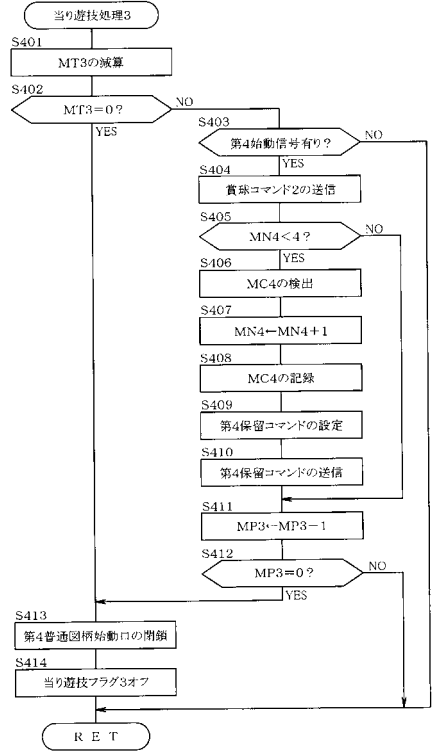 当り遊技処理3
S401
MT3の減算
S402
MT3=0?
NO
YES
S403
第4始動信号有り?
NO
YES
S404
賞球コマンド2の送信
S405
MN4<4?
NO
YES
S406
MC4の検出
S407
MN4←MN4+1
S408
MC4の記録
S409
第4保留コマンドの設定
S410
第4保留コマンドの送信
S411
MP3←MP3-1
S412
MP3=0?
NO
YES
S413
第4普通図柄始動口の閉鎖
S414
当り遊技フラグ3オフ
RET